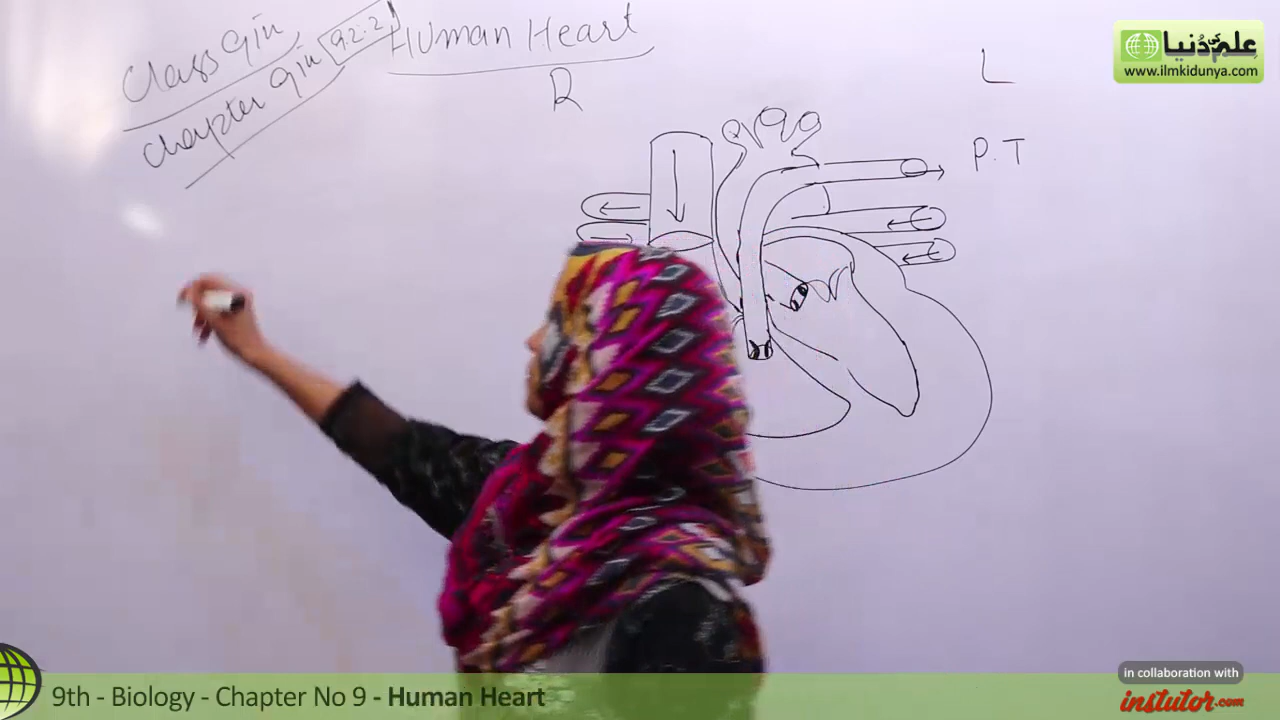 Class 9th
Chapter 9th
9.2.2
Human Heart
R
L
P.T
علم کی دُنیا
www.ilmkidunya.com
in collaboration with
instutor.com
9th - Biology - Chapter No 9 - Human Heart